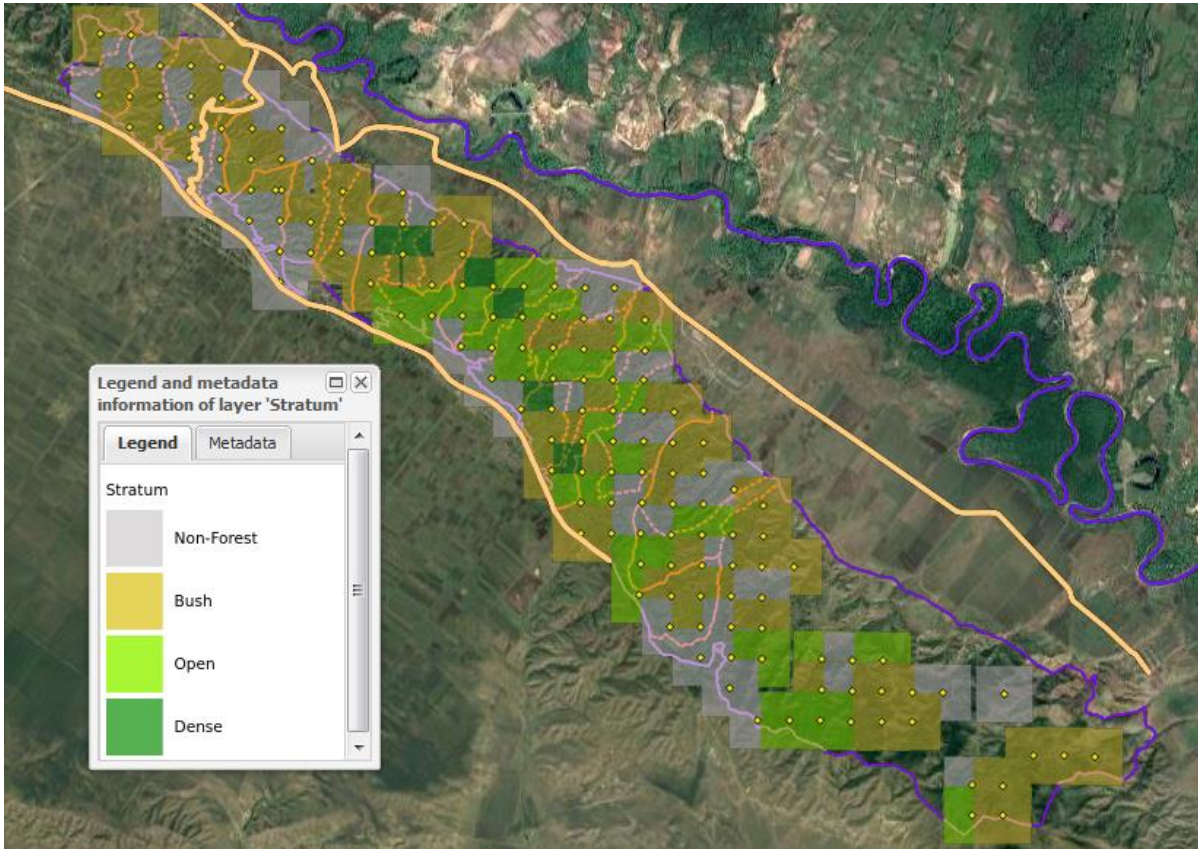 Legend and metadata
information of layer 'Stratum'
Legend
Metadata
Stratum
Non-Forest
Bush
Open
Dense